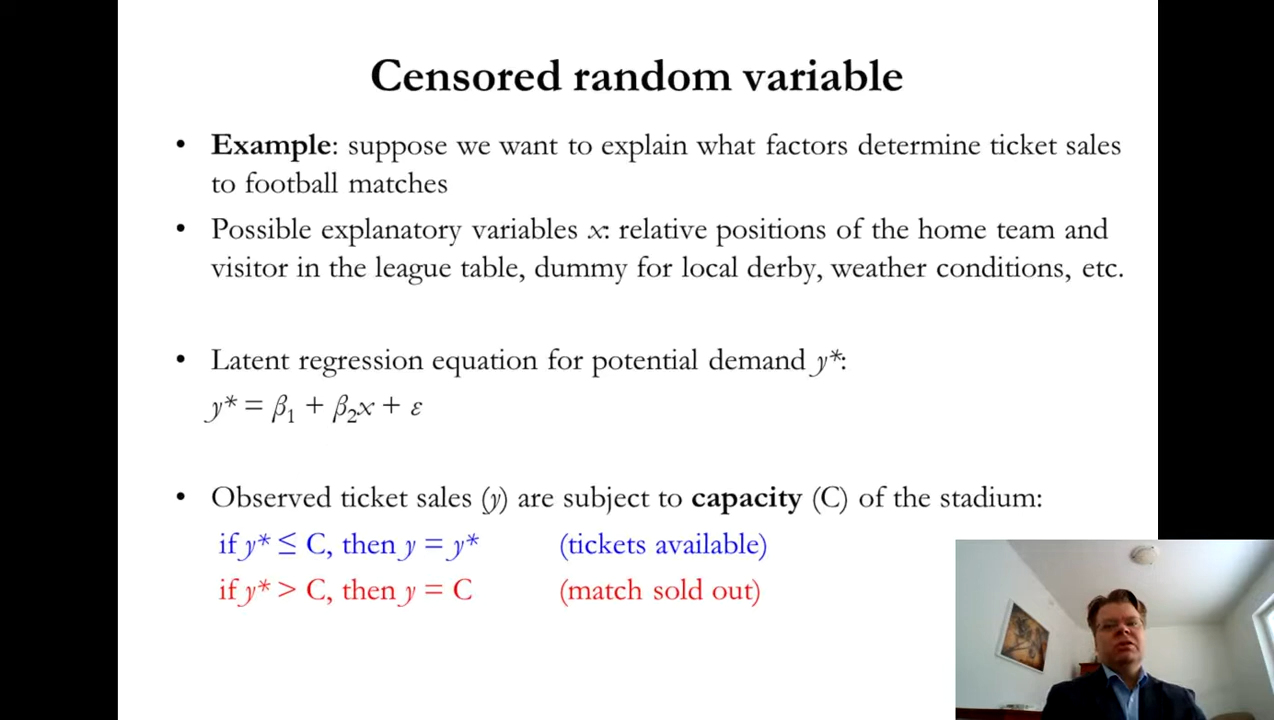 Censored random variable
• Example: suppose we want to explain what factors determine ticket sales
to football matches
• Possible explanatory variables x: relative positions of the home team and
visitor in the league table, dummy for local derby, weather conditions, etc.
• Latent regression equation for potential demand y*:
y* = β₁ + β₂x + ε
• Observed ticket sales (y) are subject to capacity (C) of the stadium:
if y* ≤ C, then y = y* (tickets available)
if y* > C, then y = C (match sold out)